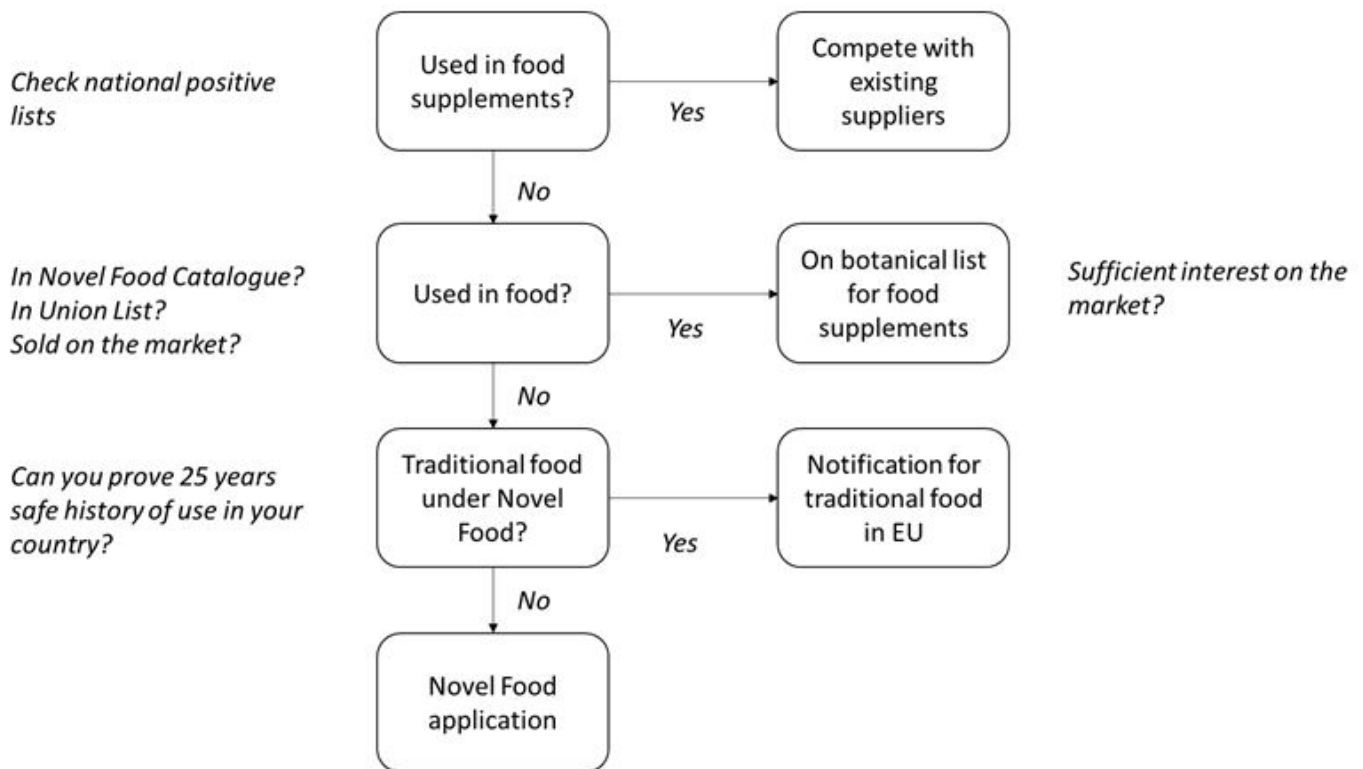 Check national positive
lists
Used in food
supplements?
Yes
Compete with
existing
suppliers
No
In Novel Food Catalogue?
In Union List?
Sold on the market?
Used in food?
Yes
On botanical list
for food
supplements
Sufficient interest on the
market?
No
Can you prove 25 years
safe history of use in your
country?
Traditional food
under Novel
Food?
Yes
Notification for
traditional food
in EU
No
Novel Food
application